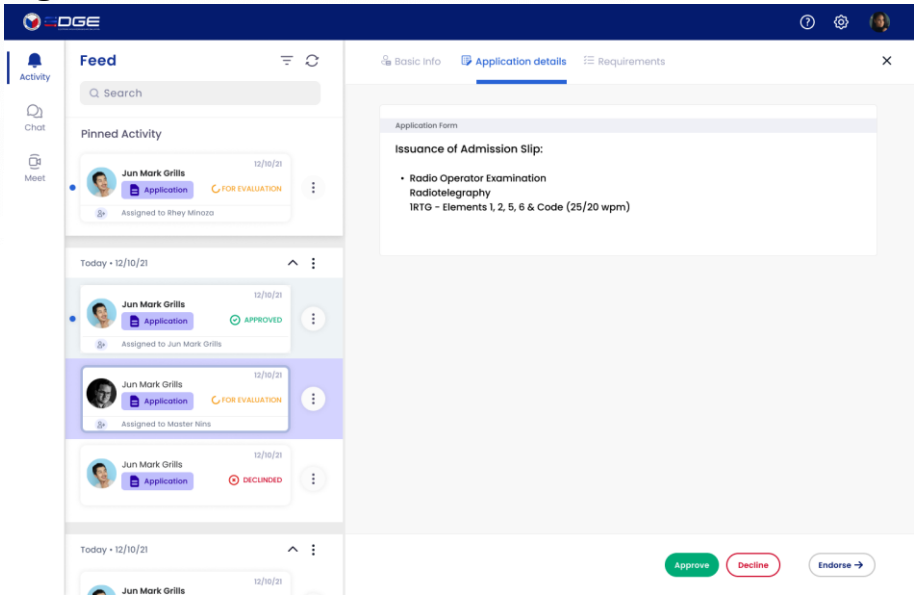 EDGE
Activity
Chat
Meet
Feed
Search
Pinned Activity
12/10/21
Jun Mark Grills
Application
FOR EVALUATION
Assigned to Rhey Minoza
Today • 12/10/21
12/10/21
Jun Mark Grills
Application
APPROVED
Assigned to Jun Mark Grills
12/10/21
Jun Mark Grills
Application
FOR EVALUATION
Assigned to Master Nins
12/10/21
Jun Mark Grills
Application
DECLINDED
Today • 12/10/21
12/10/21
Jun Mark Grills
Basic Info
Application details
Requirements
Application Form
Issuance of Admission Slip:
• Radio Operator Examination
Radiotelegraphy
1RTG - Elements 1, 2, 5, 6 & Code (25/20 wpm)
Approve
Decline
Endorse →